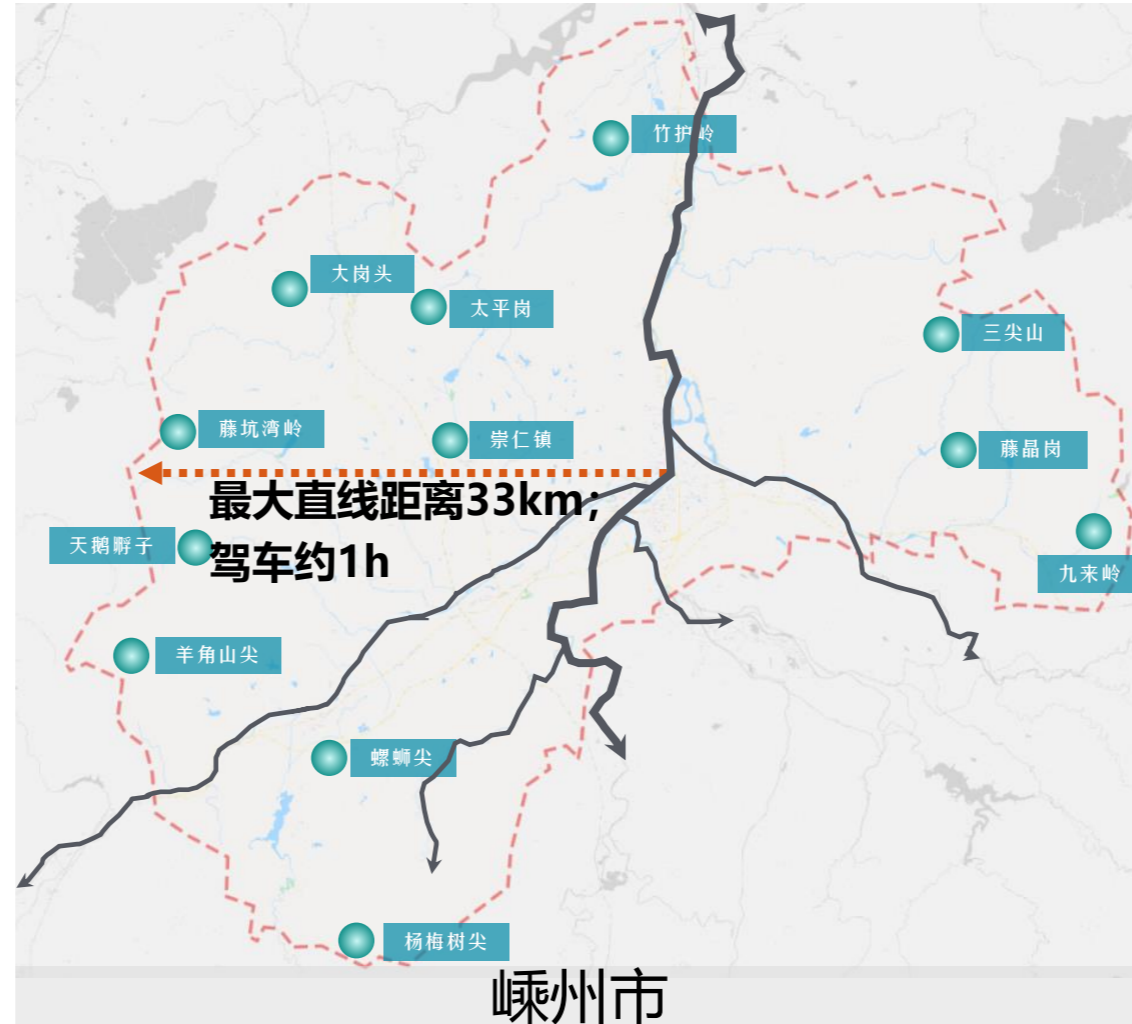 竹护岭
大岗头
太平岗
三尖山
藤坑湾岭
崇仁镇
藤晶岗
最大直线距离33km;
驾车约1h
天鹅孵子
九来岭
羊角山尖
螺蛳尖
杨梅树尖
嵊州市